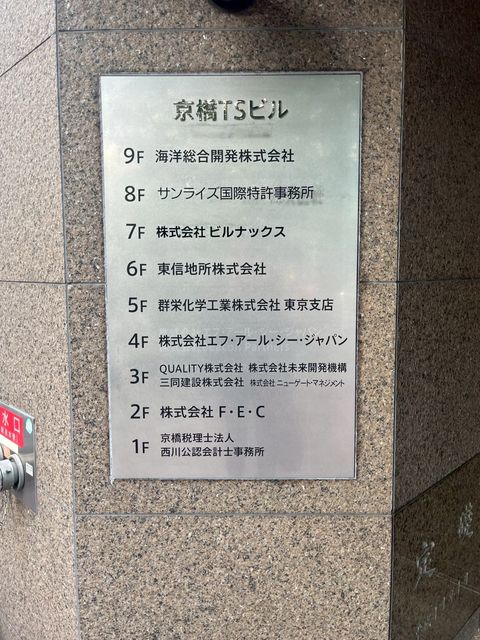 京橋TSビル
9F 海洋総合開発株式会社
8F サンライズ国際特許事務所
7F 株式会社 ビルナックス
6F 東信地所株式会社
5F 群栄化学工業株式会社 東京支店
4F 株式会社エフ・アール・シー・ジャパン
3F QUALITY株式会社 株式会社未来開発機構
三同建設株式会社 株式会社 ニューゲート・マネジメント
2F 株式会社 F・E・C
1F 京橋税理士法人
西川公認会計士事務所
水口